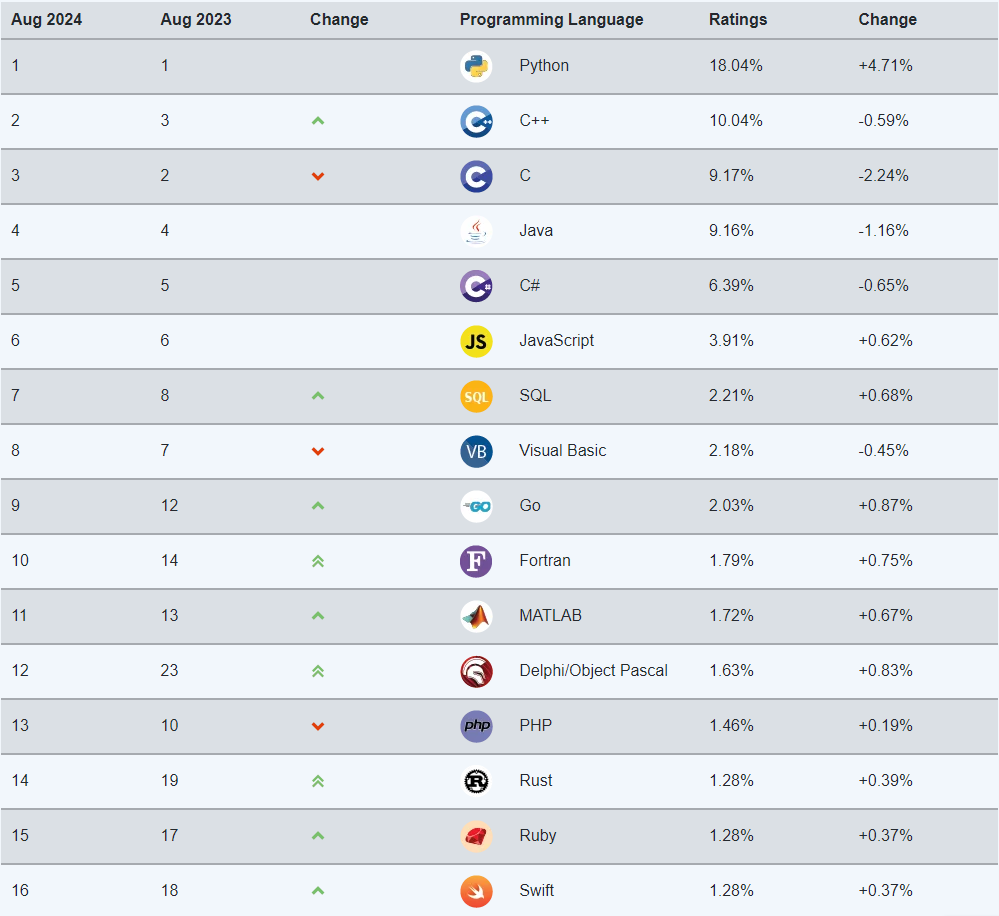 Aug 2024 Aug 2023 Change Programming Language Ratings Change
1 1 Python 18.04% +4.71%
2 3 C++ 10.04% -0.59%
3 2 C 9.17% -2.24%
4 4 Java 9.16% -1.16%
5 5 C# 6.39% -0.65%
6 6 JS JavaScript 3.91% +0.62%
7 8 SQL SQL 2.21% +0.68%
8 7 VB Visual Basic 2.18% -0.45%
9 12 GO Go 2.03% +0.87%
10 14 F Fortran 1.79% +0.75%
11 13 MATLAB 1.72% +0.67%
12 23 Delphi/Object Pascal 1.63% +0.83%
13 10 php PHP 1.46% +0.19%
14 19 R Rust 1.28% +0.39%
15 17 Ruby 1.28% +0.37%
16 18 Swift 1.28% +0.37%